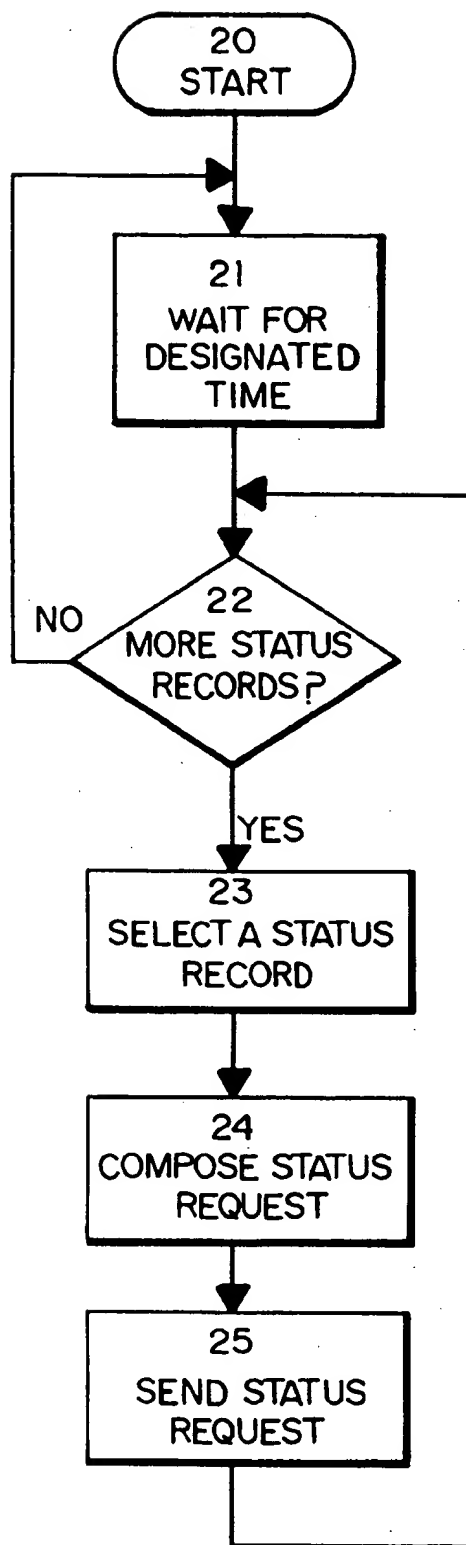 20
START
21
WAIT FOR
DESIGNATED
TIME
22
MORE STATUS
RECORDS?
NO
YES
23
SELECT A STATUS
RECORD
24
COMPOSE STATUS
REQUEST
25
SEND STATUS
REQUEST